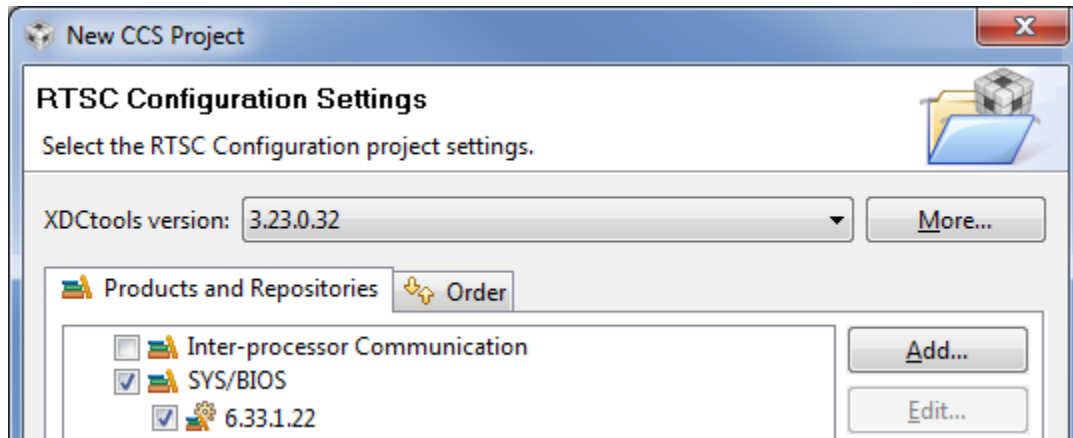 New CCS Project
RTSC Configuration Settings
Select the RTSC Configuration project settings.
XDCtools version: 3.23.0.32 More...
Products and Repositories Order
Inter-processor Communication Add...
SYS/BIOS
6.33.1.22 Edit...